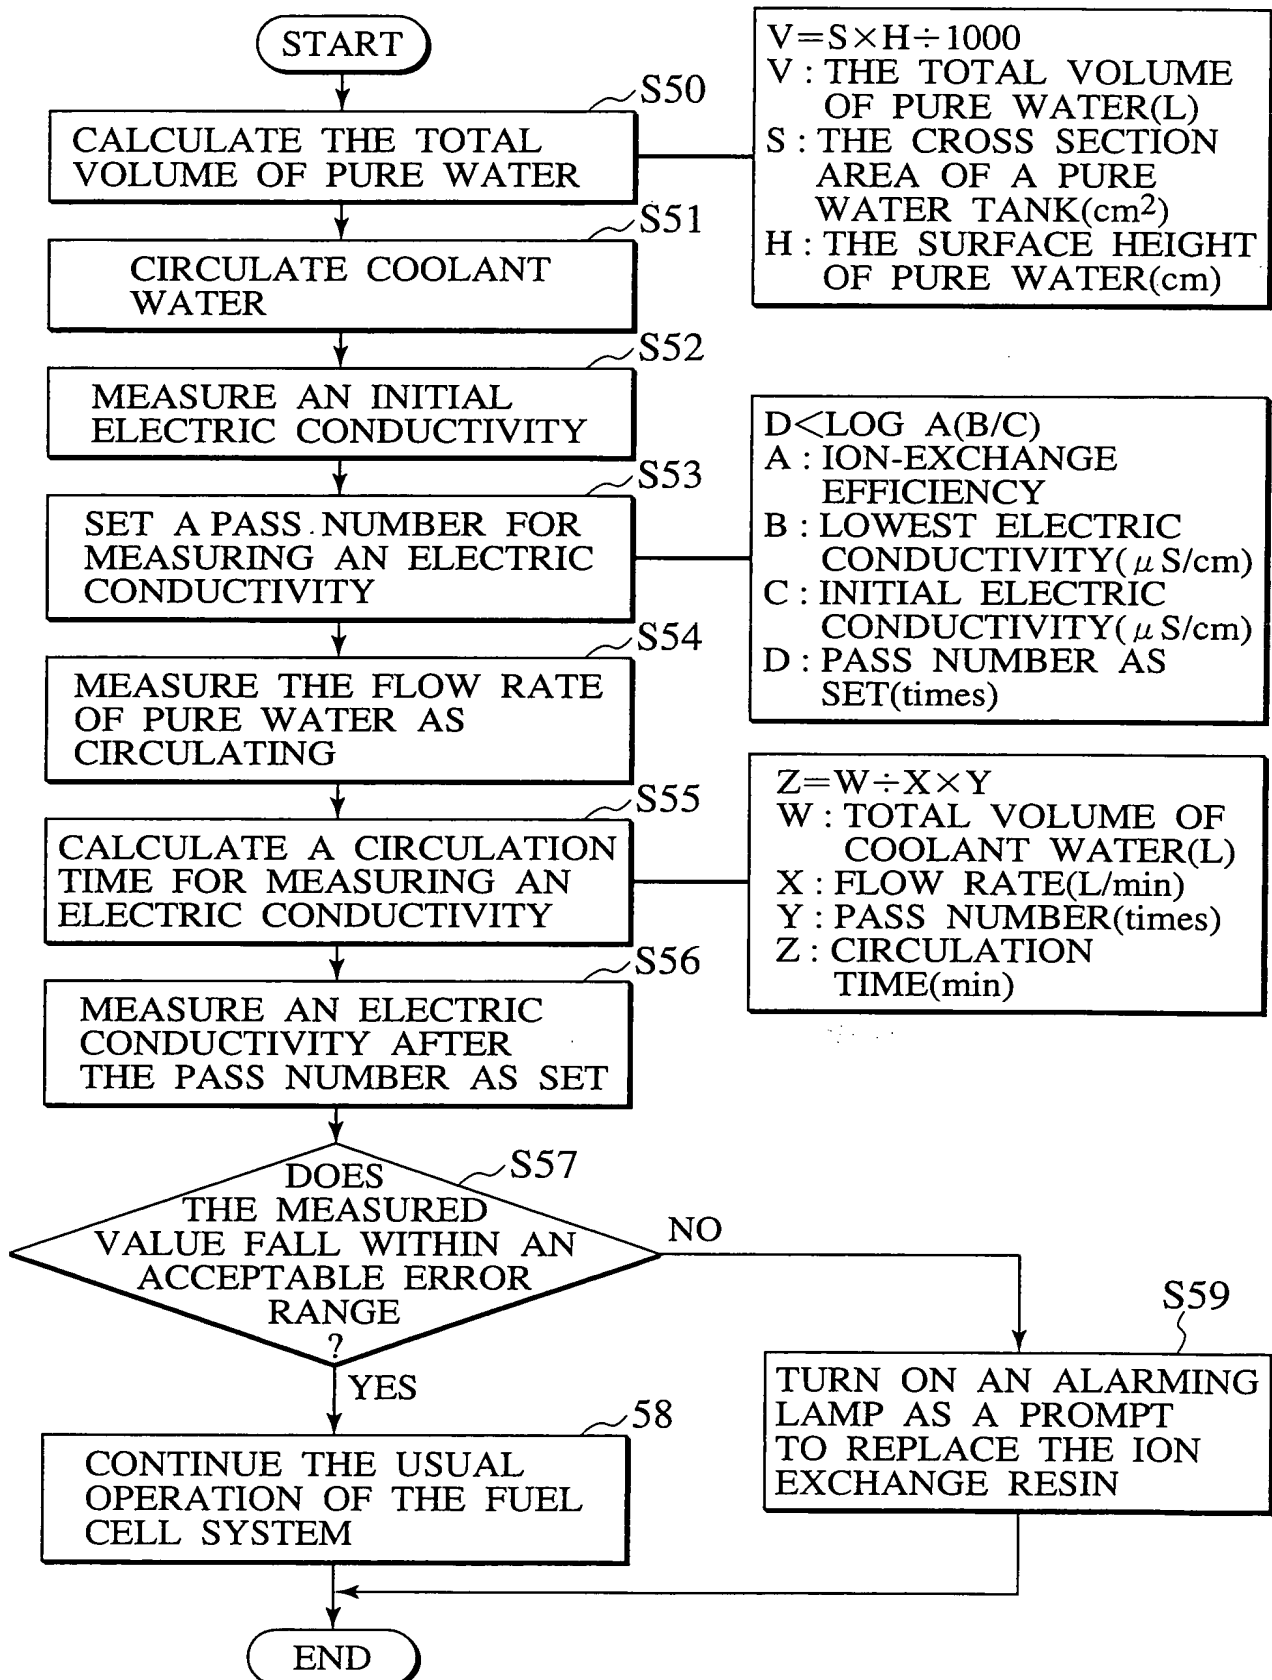 START
S50
CALCULATE THE TOTAL
VOLUME OF PURE WATER
V=S×H÷1000
V : THE TOTAL VOLUME
OF PURE WATER(L)
S : THE CROSS SECTION
AREA OF A PURE
WATER TANK(cm²)
H : THE SURFACE HEIGHT
OF PURE WATER(cm)
S51
CIRCULATE COOLANT
WATER
S52
MEASURE AN INITIAL
ELECTRIC CONDUCTIVITY
S53
SET A PASS NUMBER FOR
MEASURING AN ELECTRIC
CONDUCTIVITY
D<LOG A(B/C)
A : ION-EXCHANGE
EFFICIENCY
B : LOWEST ELECTRIC
CONDUCTIVITY(μS/cm)
C : INITIAL ELECTRIC
CONDUCTIVITY(μS/cm)
D : PASS NUMBER AS
SET(times)
S54
MEASURE THE FLOW RATE
OF PURE WATER AS
CIRCULATING
S55
CALCULATE A CIRCULATION
TIME FOR MEASURING AN
ELECTRIC CONDUCTIVITY
Z=W÷X×Y
W : TOTAL VOLUME OF
COOLANT WATER(L)
X : FLOW RATE(L/min)
Y : PASS NUMBER(times)
Z : CIRCULATION
TIME(min)
S56
MEASURE AN ELECTRIC
CONDUCTIVITY AFTER
THE PASS NUMBER AS SET
S57
DOES
THE MEASURED
VALUE FALL WITHIN AN
ACCEPTABLE ERROR
RANGE
?
NO
YES
58
CONTINUE THE USUAL
OPERATION OF THE FUEL
CELL SYSTEM
S59
TURN ON AN ALARMING
LAMP AS A PROMPT
TO REPLACE THE ION
EXCHANGE RESIN
END